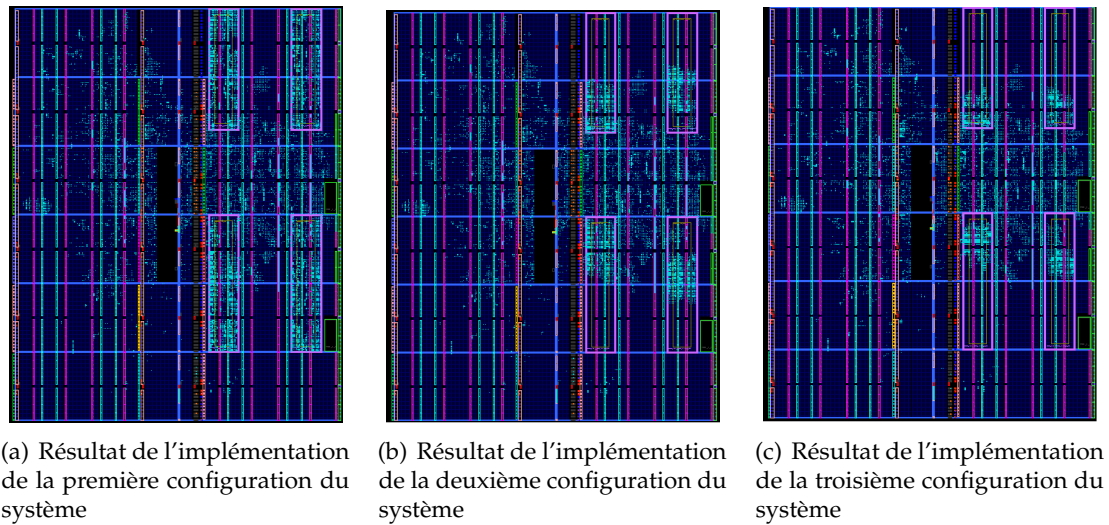 (a) Résultat de l'implémentation
de la première configuration du
système
(b) Résultat de l'implémentation
de la deuxième configuration du
système
(c) Résultat de l'implémentation
de la troisième configuration du
système